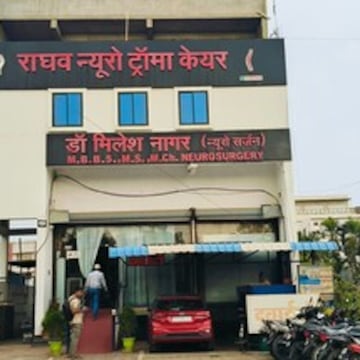 राघव न्यूरो ट्रॉमा केयर
डॉ मिलेश नागर (न्यूरो सर्जन)
M.B.B.S., M.S., M.Ch. NEUROSURGERY